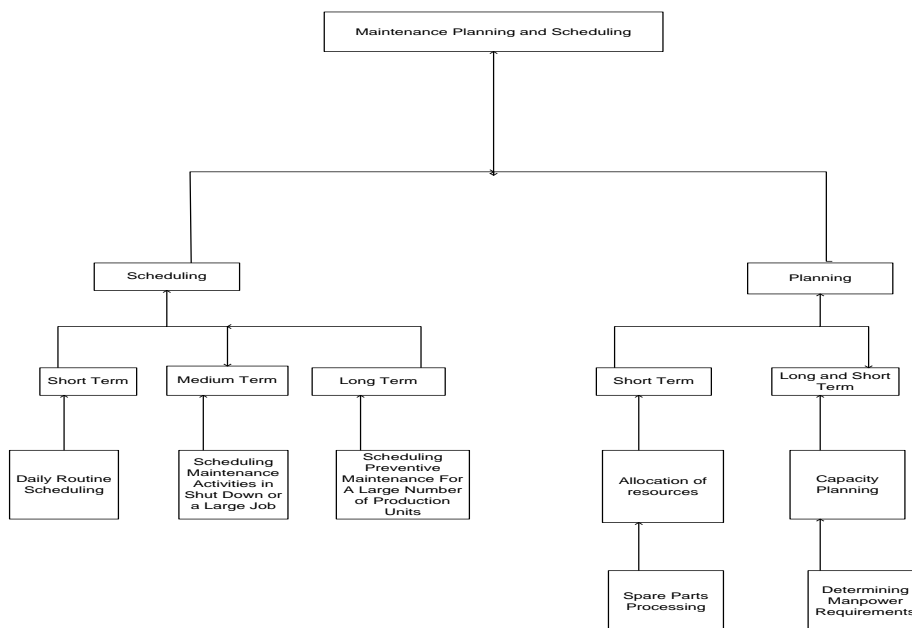 Maintenance Planning and Scheduling
Scheduling
Planning
Short Term
Medium Term
Long Term
Short Term
Long and Short
Term
Daily Routine
Scheduling
Scheduling
Maintenance
Activities in
Shut Down or
a Large Job
Scheduling
Preventive
Maintenance For
A Large Number
of Production
Units
Allocation of
resources
Capacity
Planning
Spare Parts
Processing
Determining
Manpower
Requirements